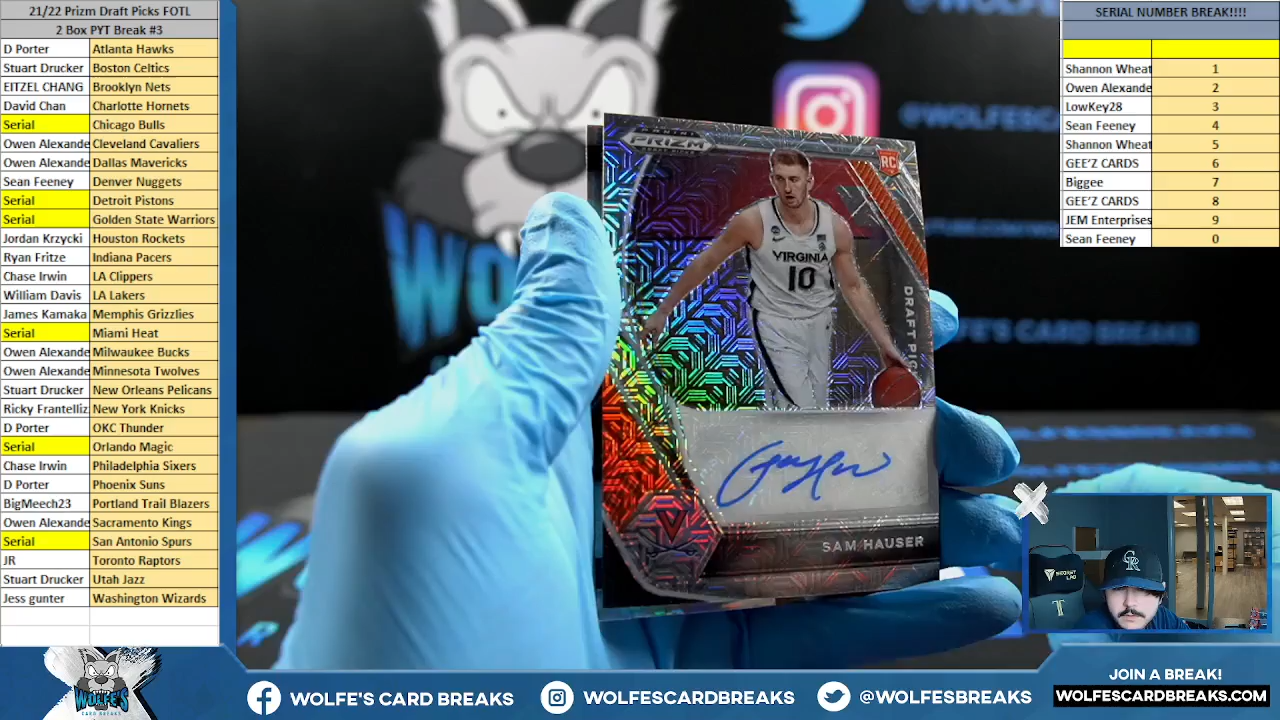 21/22 Prizm Draft Picks FOTL
2 Box PYT Break #3
D Porter Atlanta Hawks
Stuart Drucker Boston Celtics
EITZEL CHANG Brooklyn Nets
David Chan Charlotte Hornets
Serial Chicago Bulls
Owen Alexande Cleveland Cavaliers
Owen Alexande Dallas Mavericks
Sean Feeney Denver Nuggets
Serial Detroit Pistons
Serial Golden State Warriors
Jordan Krzycki Houston Rockets
Ryan Fritze Indiana Pacers
Chase Irwin LA Clippers
William Davis LA Lakers
James Kamaka Memphis Grizzlies
Serial Miami Heat
Owen Alexande Milwaukee Bucks
Owen Alexande Minnesota Twolves
Stuart Drucker New Orleans Pelicans
Ricky Frantelliz New York Knicks
D Porter OKC Thunder
Serial Orlando Magic
Chase Irwin Philadelphia Sixers
D Porter Phoenix Suns
BigMeech23 Portland Trail Blazers
Owen Alexande Sacramento Kings
Serial San Antonio Spurs
JR Toronto Raptors
Stuart Drucker Utah Jazz
Jess gunter Washington Wizards
PANINI
PRIZM
DRAFT PICKS
RC
VIRGINIA
10
DRAFT PIC
SAM HAUSER
'S CARD BREAKS
SERIAL NUMBER BREAK!!!!
Shannon Wheat 1
Owen Alexande 2
LowKey28 3
Sean Feeney 4
Shannon Wheat 5
GEE'Z CARDS 6
Biggee 7
GEE'Z CARDS 8
JEM Enterprises 9
Sean Feeney 0
CR
WOLFE'S
CARD BREAKS
WOLFE'S CARD BREAKS
WOLFESCARDBREAKS
@WOLFESBREAKS
JOIN A BREAK!
WOLFESCARDBREAKS.COM